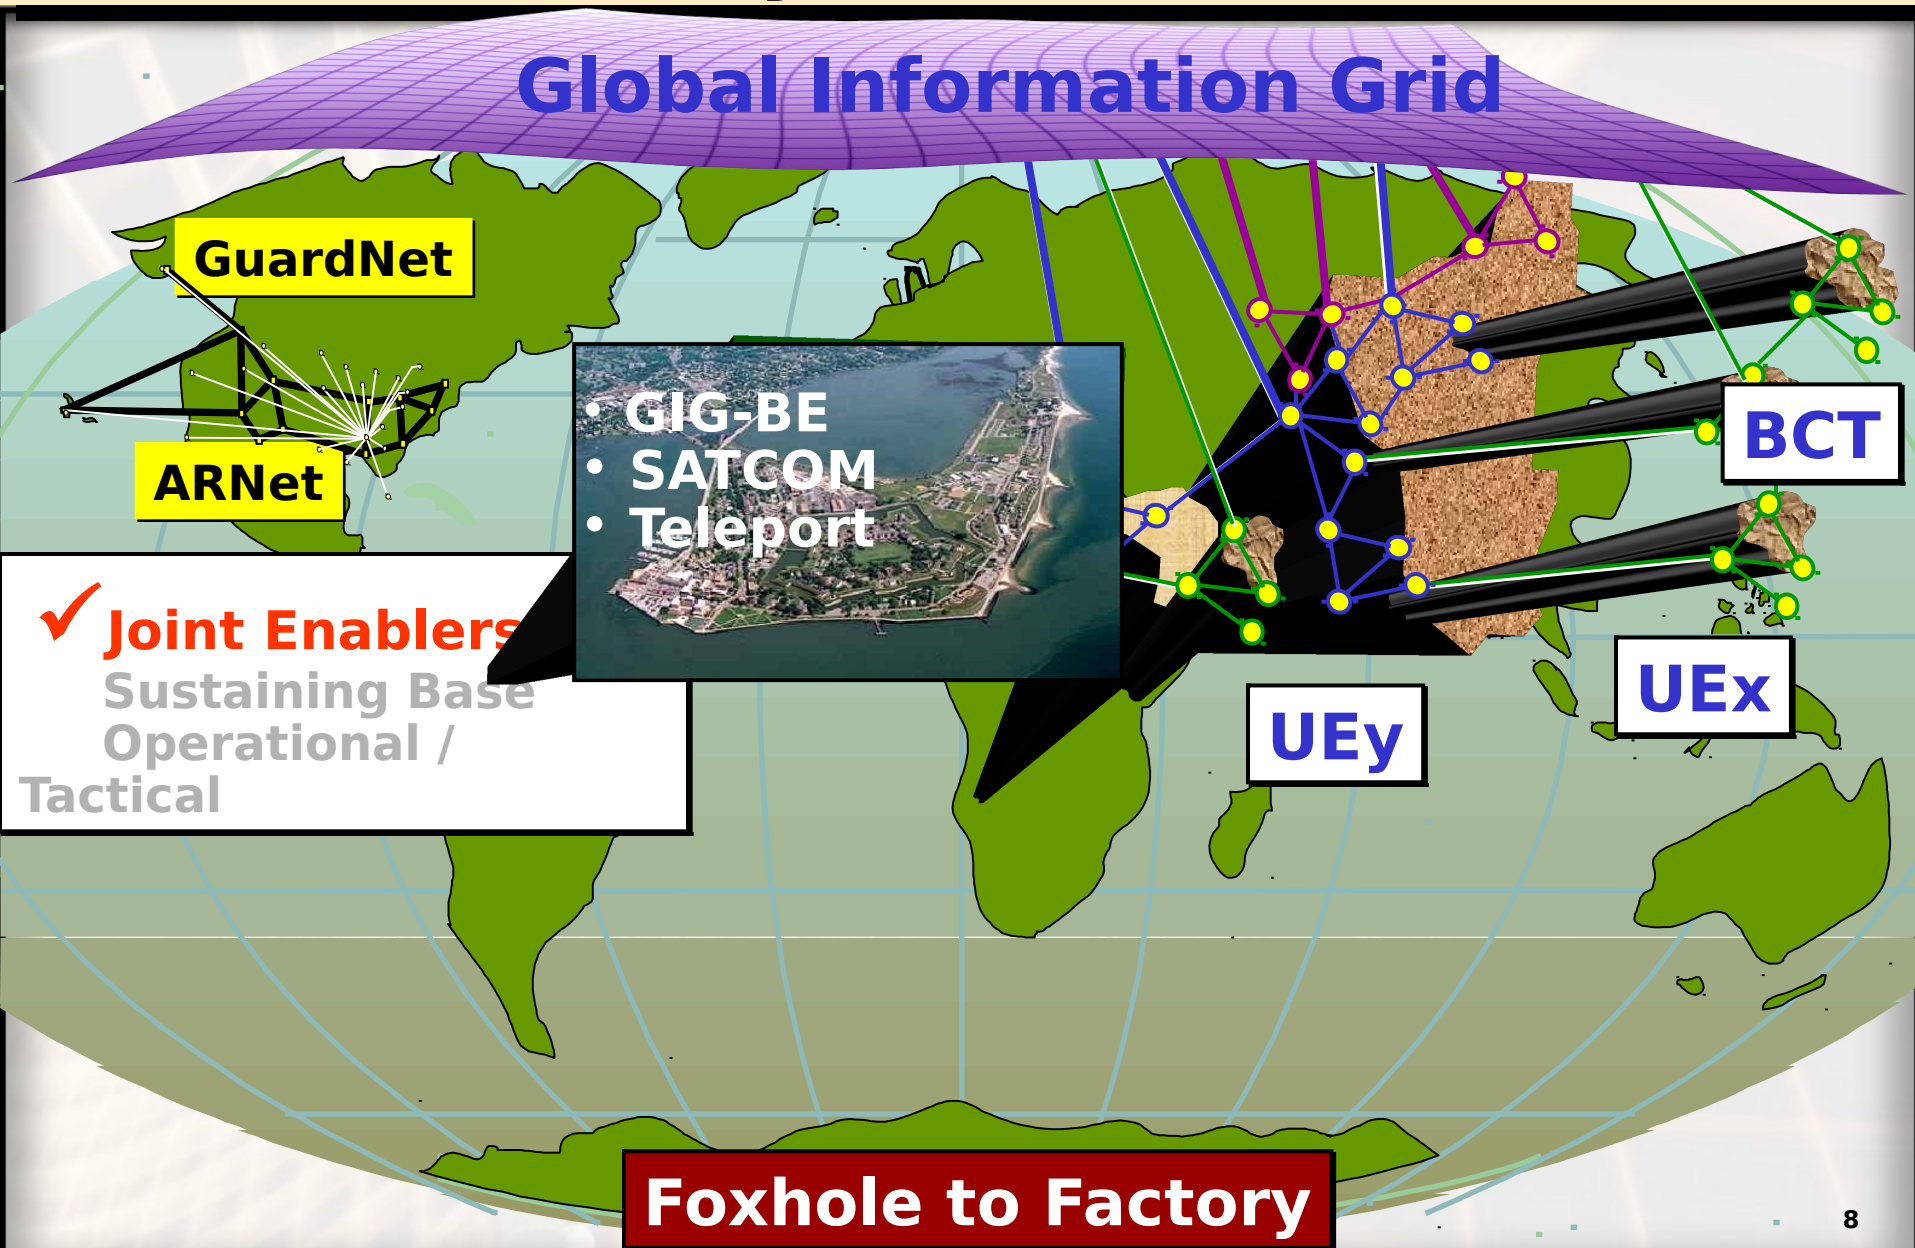 Global Information Grid
GuardNet
ARNet
• GIG-BE
• SATCOM
• Teleport
BCT
Joint Enablers
Sustaining Base
Operational /
Tactical
UEx
UEy
Foxhole to Factory
8